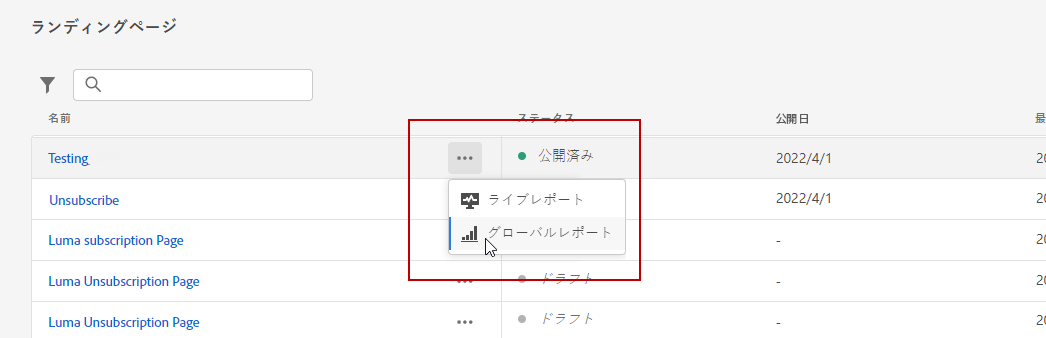 ランディングページ
名前 ステータス 公開日 最
Testing 公開済み 2022/4/1 20
Unsubscribe ライブレポート 2022/4/1 20
Luma subscription Page グローバルレポート - 20
Luma Unsubscription Page ドラフト - 20
Luma Unsubscription Page ドラフト - 20